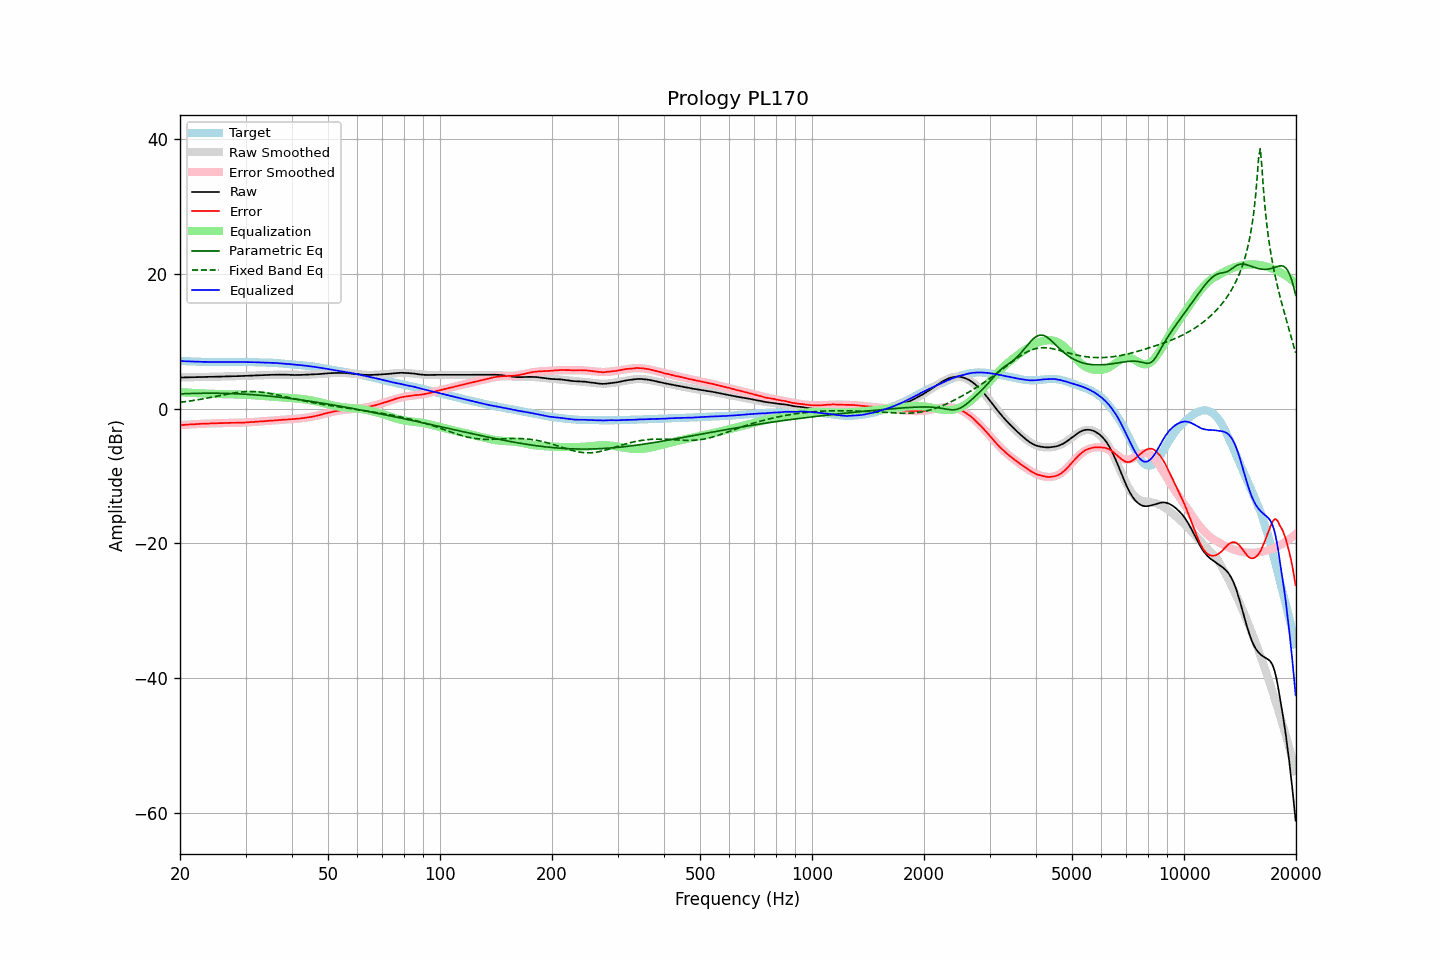 Prology PL170
40
20
0
−20
−40
−60
Amplitude (dBr)
Target
Raw Smoothed
Error Smoothed
Raw
Error
Equalization
Parametric Eq
Fixed Band Eq
Equalized
20
50
100
200
500
1000
2000
5000
10000
20000
Frequency (Hz)